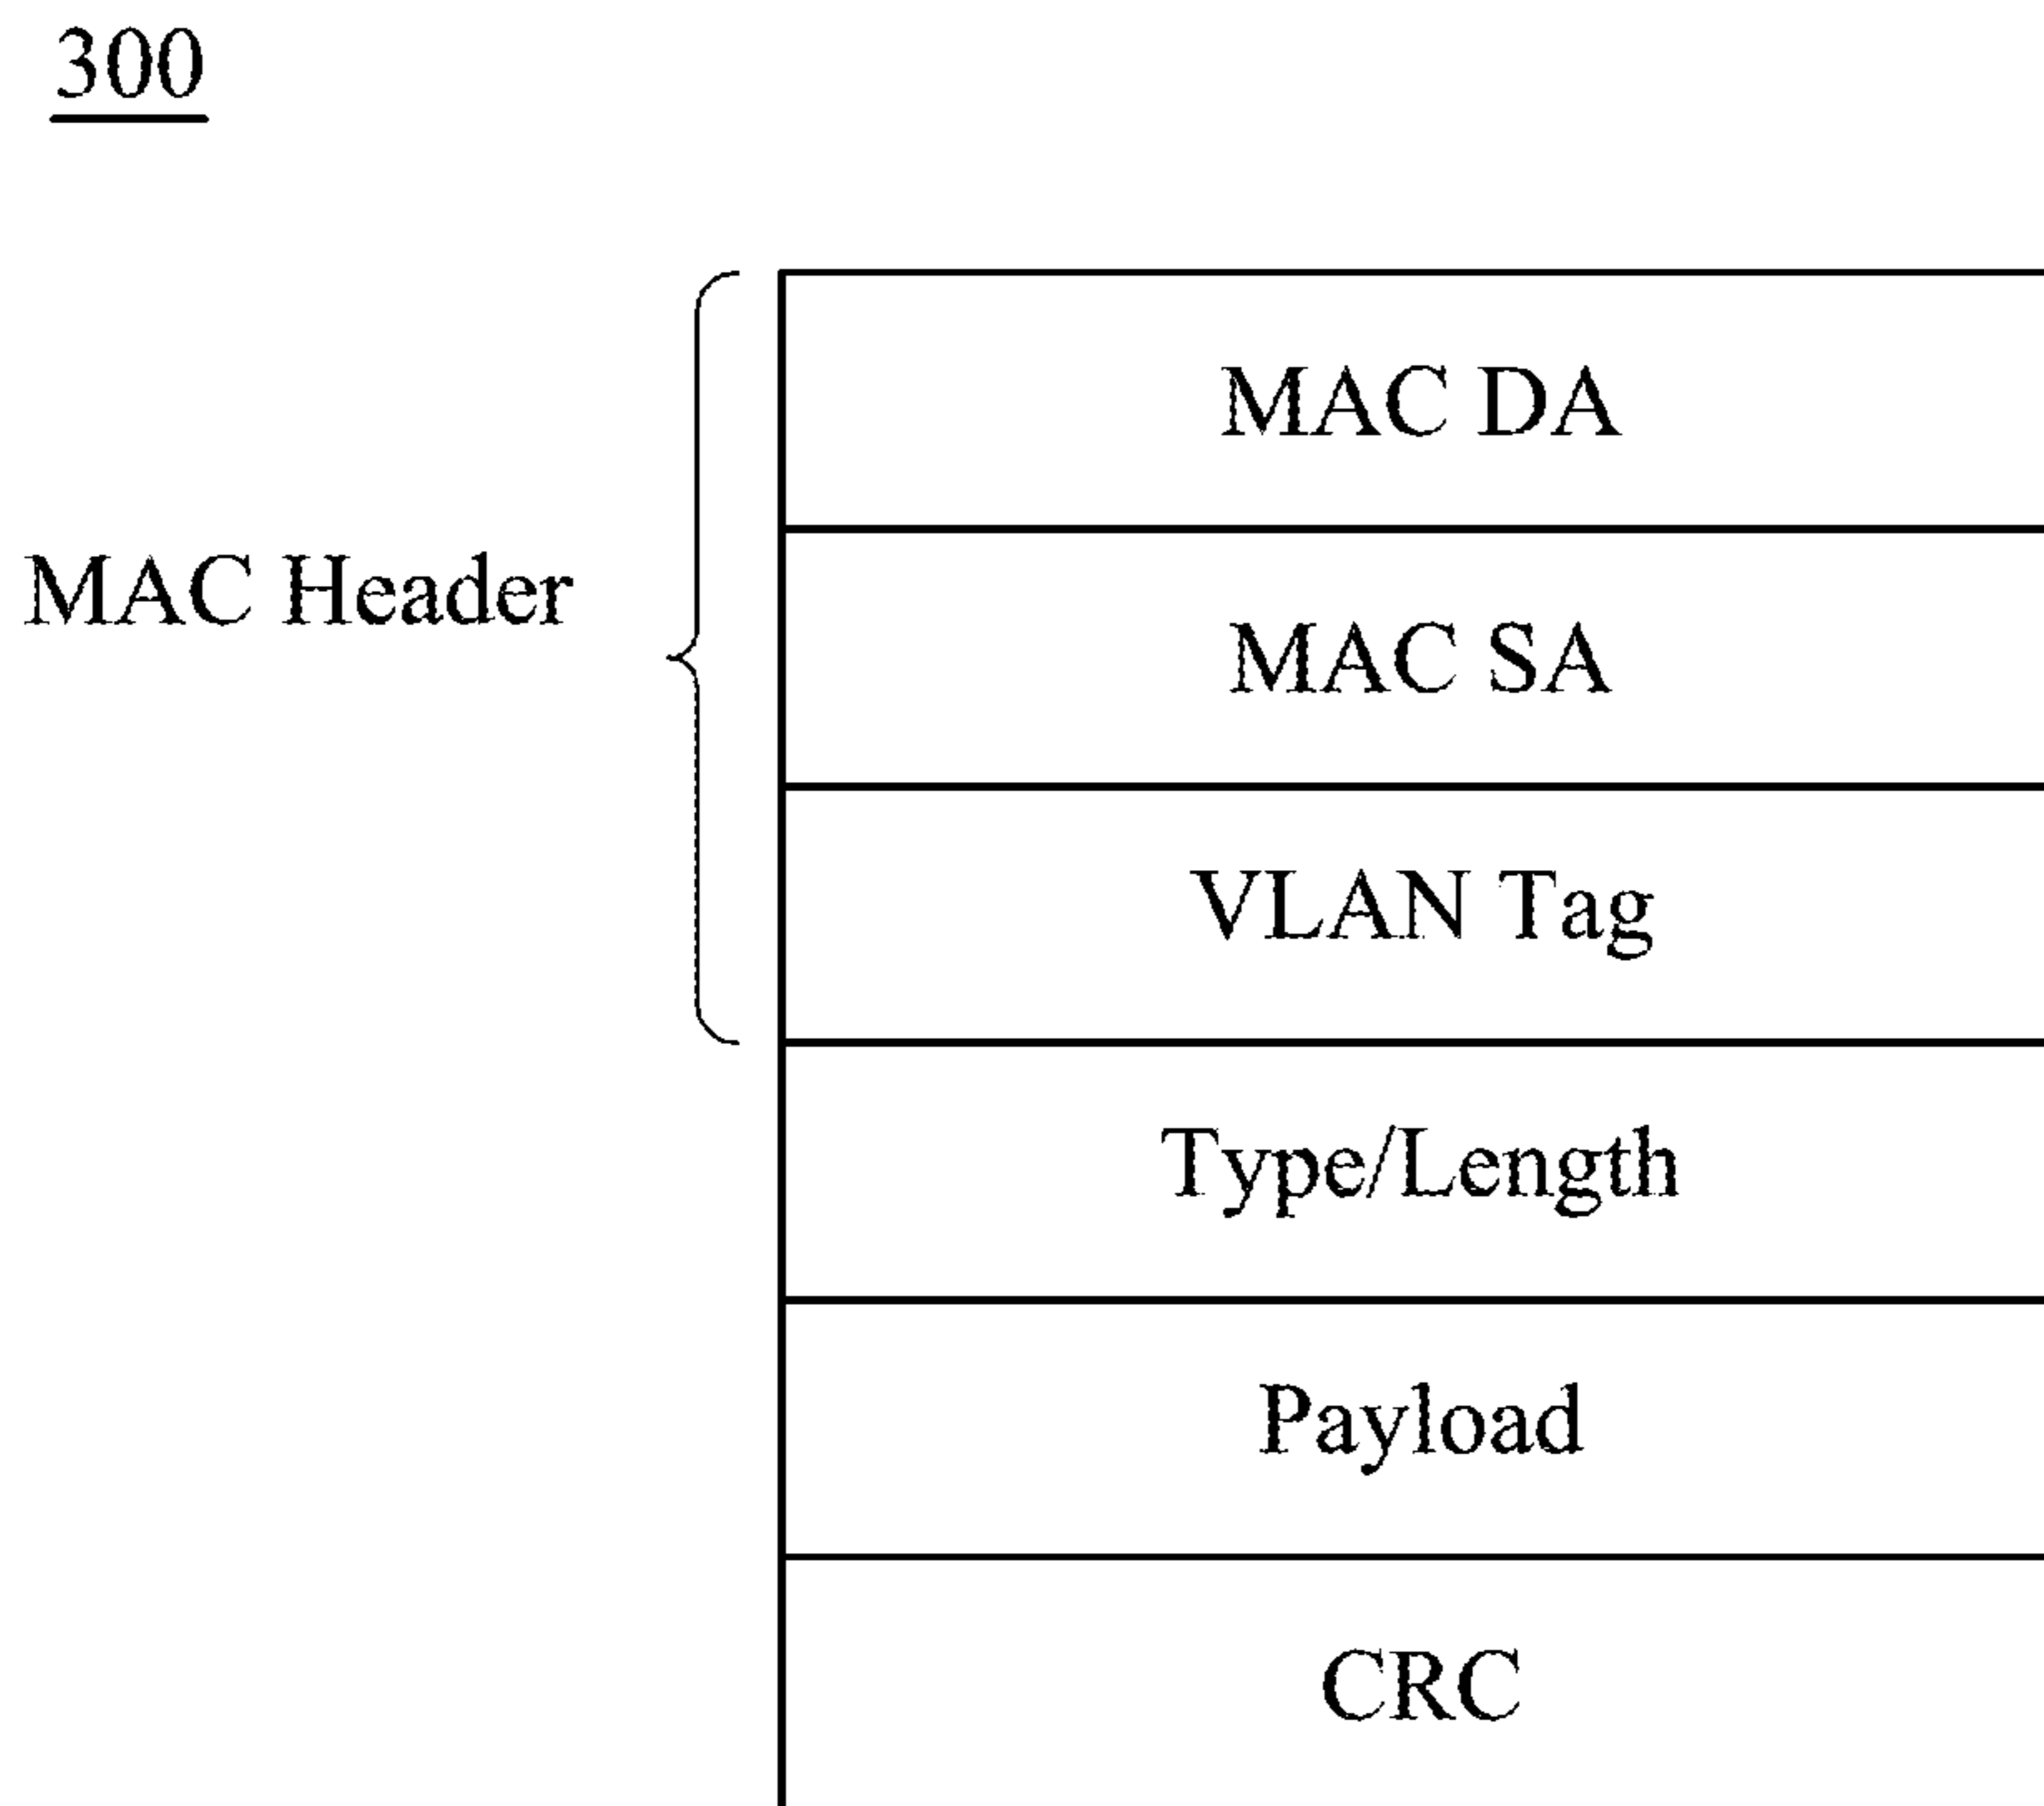 300
MAC DA
MAC Header
MAC SA
VLAN Tag
Type/Length
Payload
CRC